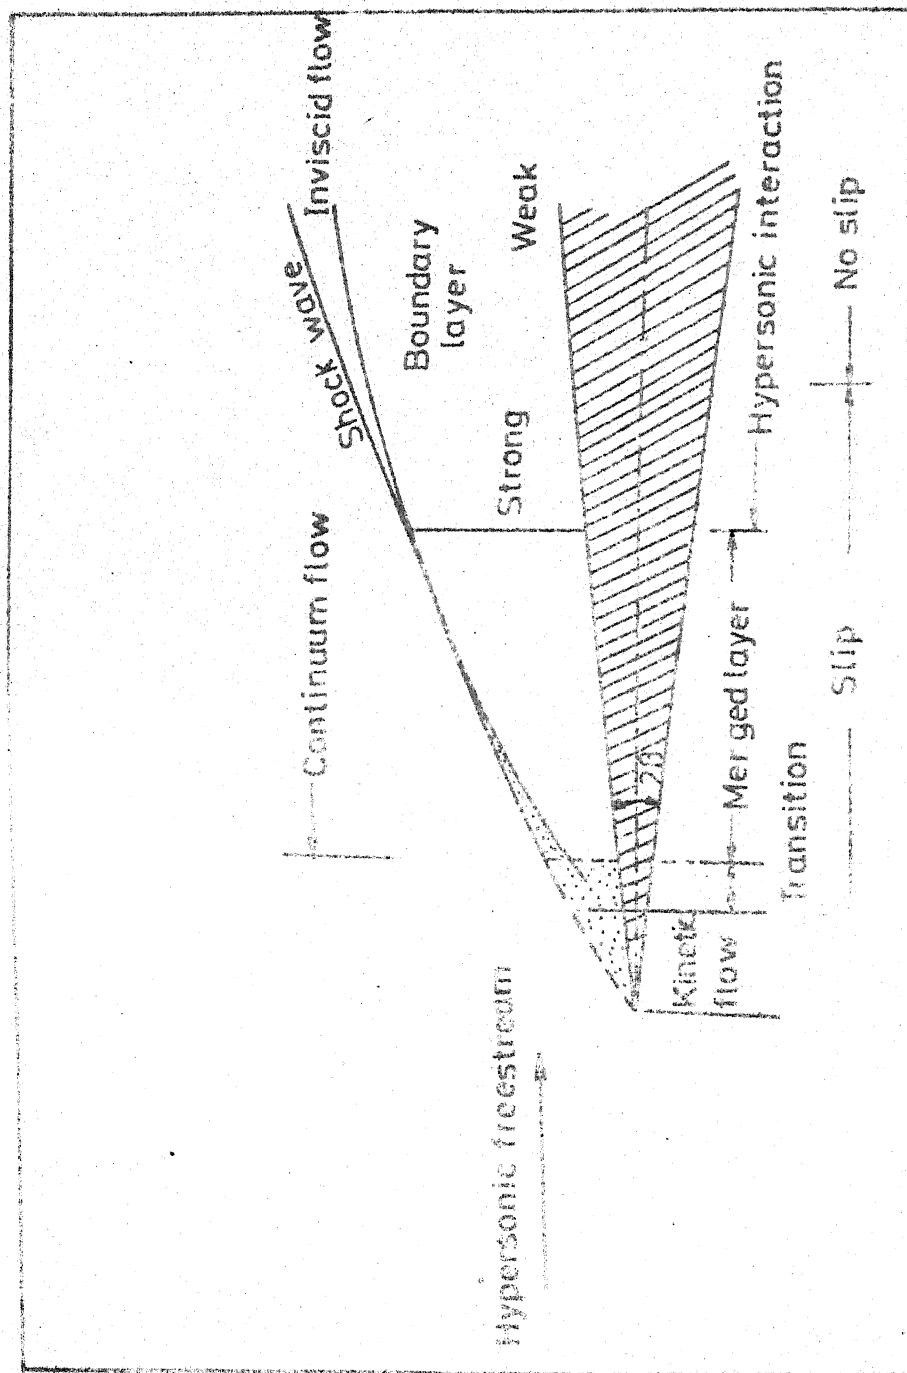 Inviscid flow
Shock wave
Continuum flow
Boundary
layer
Weak
Strong
Hypersonic freestream
Kinetic
flow
Merged layer
Hypersonic interaction
Transition
Slip
No slip